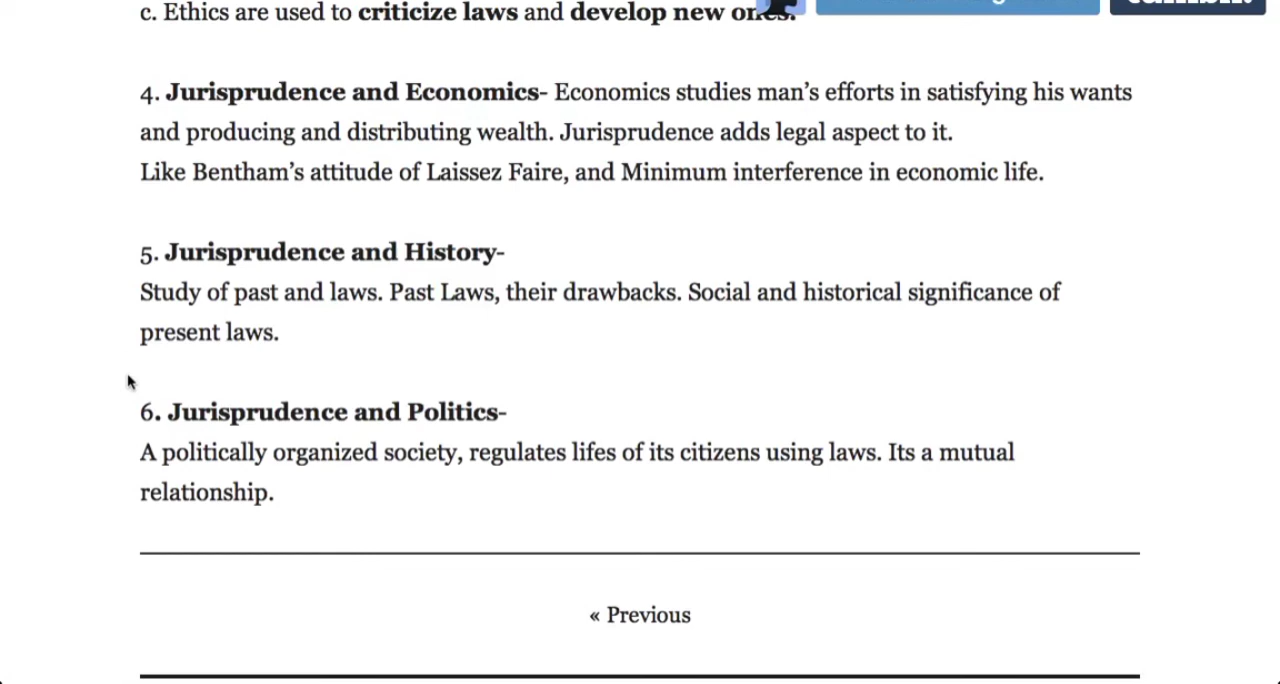 c. Ethics are used to criticize laws and develop new ones.
4. Jurisprudence and Economics- Economics studies man’s efforts in satisfying his wants
and producing and distributing wealth. Jurisprudence adds legal aspect to it.
Like Bentham’s attitude of Laissez Faire, and Minimum interference in economic life.
5. Jurisprudence and History-
Study of past and laws. Past Laws, their drawbacks. Social and historical significance of
present laws.
6. Jurisprudence and Politics-
A politically organized society, regulates lifes of its citizens using laws. Its a mutual
relationship.
« Previous